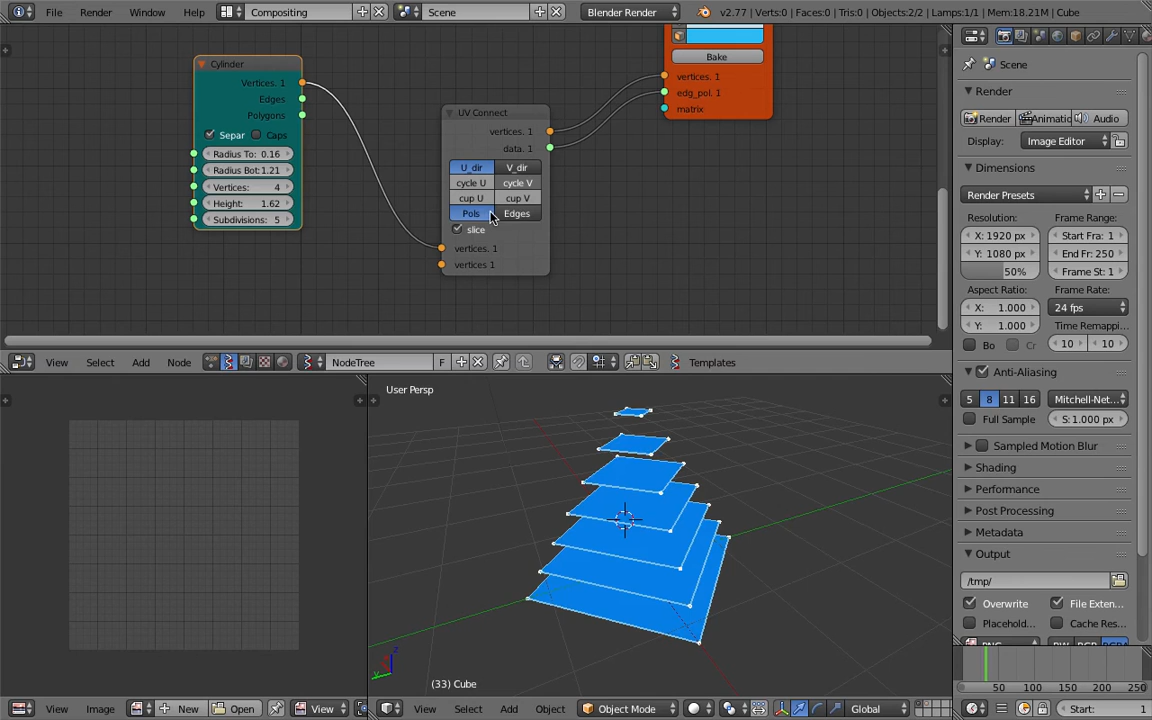 File Render Window Help Compositing Scene Blender Render v2.77 | Verts:0 | Faces:0 | Tris:0 | Objects:2/2 | Lamps:1/1 | Mem:18.21M | Cube
Cylinder
Vertices. 1
Edges
Polygons
Separ Caps
Radius To: 0.16
Radius Bot: 1.21
Vertices: 4
Height: 1.62
Subdivisions: 5
UV Connect
vertices. 1
data. 1
U_dir V_dir
cycle U cycle V
cup U cup V
Pols Edges
slice
vertices. 1
vertices 1
Bake
vertices. 1
edg_pol. 1
matrix
View Select Add Node NodeTree F Templates
User Persp
(33) Cube
View Image New Open View
View Select Add Object Object Mode Global
Scene
Render
Render Animatic Audio
Display: Image Editor
Dimensions
Render Presets
Resolution: Frame Range:
X: 1920 px Start Fra: 1
Y: 1080 px End Fr: 250
50% Frame St: 1
Aspect Ratio: Frame Rate:
X: 1.000 24 fps
Y: 1.000 Time Remappi...
Bo Cr 10 10
Anti-Aliasing
5 8 11 16 Mitchell-Net...
Full Sample S: 1.000 px
Sampled Motion Blur
Shading
Performance
Post Processing
Metadata
Output
/tmp/
Overwrite File Exten...
Placehold... Cache Res...
50 100 150 200 250
Start: 1